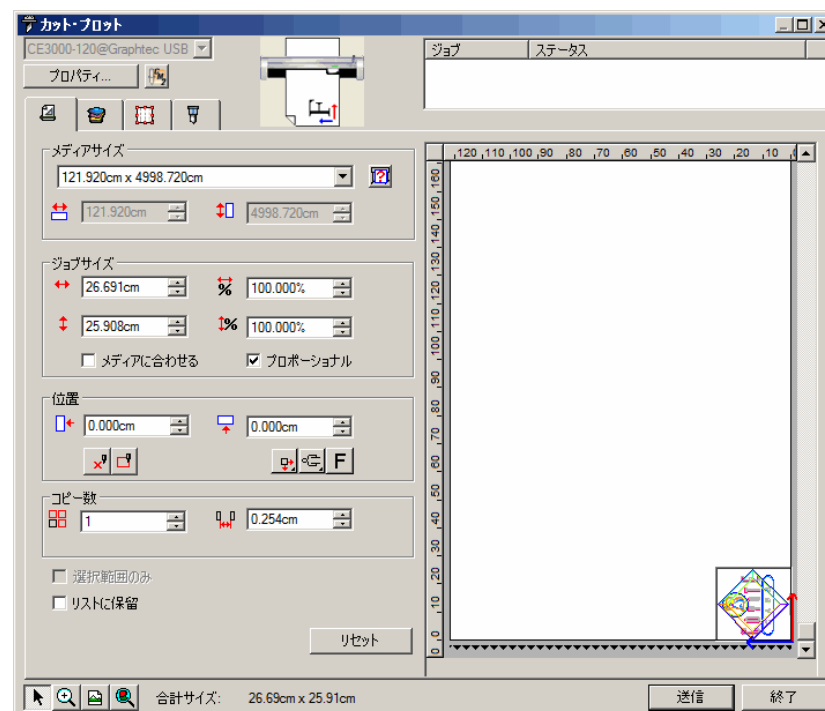 カット・プロット
CE3000-120@Graphtec USB
ジョブ ステータス
プロパティ...
メディアサイズ
121.920cm x 4998.720cm
121.920cm 4998.720cm
ジョブサイズ
26.691cm % 100.000%
25.908cm % 100.000%
メディアに合わせる プロポーショナル
位置
0.000cm 0.000cm
F
コピー数
1 0.254cm
選択範囲のみ
リストに保留
リセット
120 110 100 90 80 70 60 50 40 30 20 10
160
150
140
130
120
110
100
90
80
70
60
50
40
30
20
10
0
0
合計サイズ: 26.69cm x 25.91cm
送信 終了